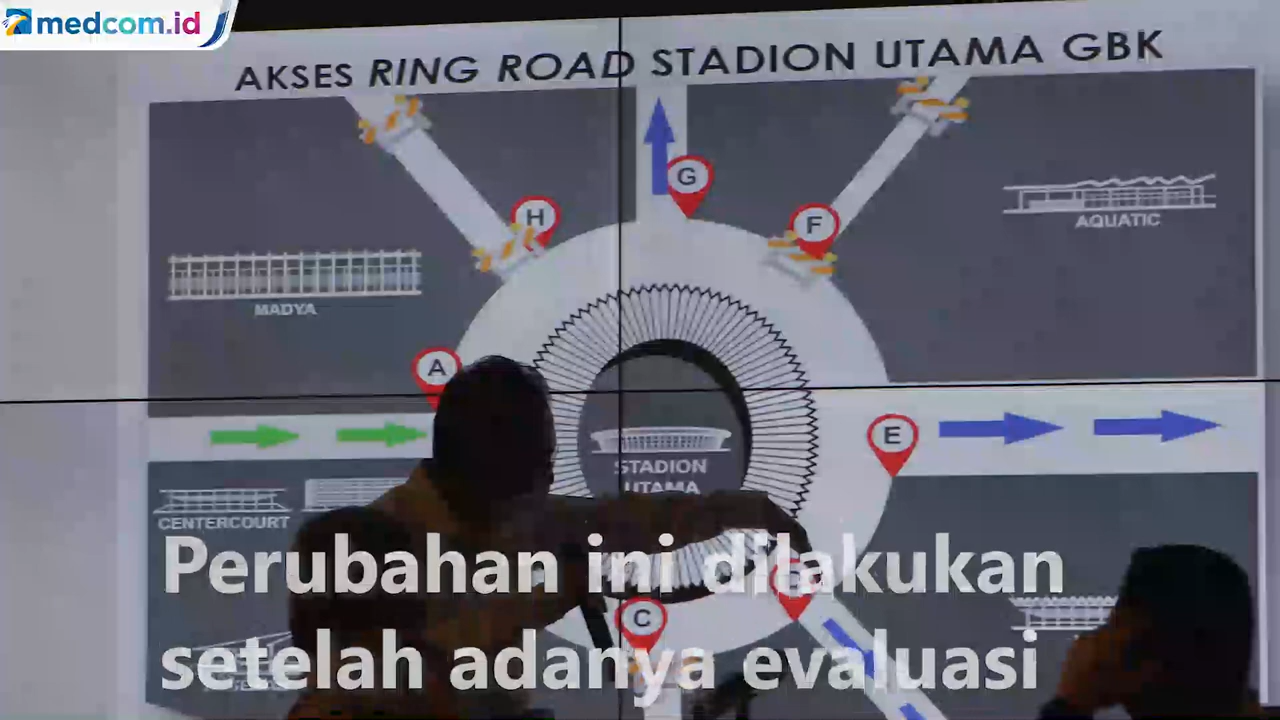 medcom.id
AKSES RING ROAD STADION UTAMA GBK
G
H
F
AQUATIC
MADYA
A
E
STADION
UTAMA
CENTERCOURT
Perubahan ini dilakukan
D
C
setelah adanya evaluasi